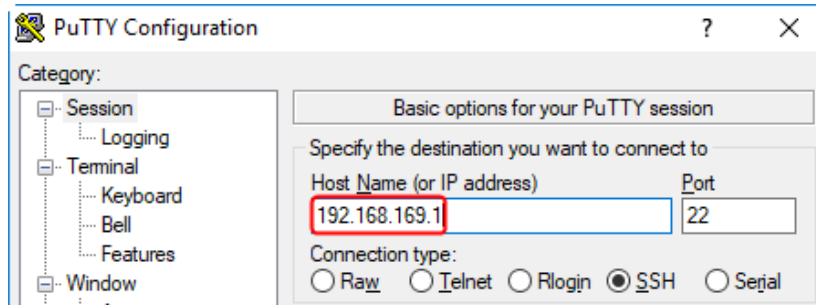 PuTTY Configuration ? ×
Category:
Session
Logging
Terminal
Keyboard
Bell
Features
Window
Basic options for your PuTTY session
Specify the destination you want to connect to
Host Name (or IP address) Port
192.168.169.1 22
Connection type:
Raw Telnet Rlogin SSH Serial